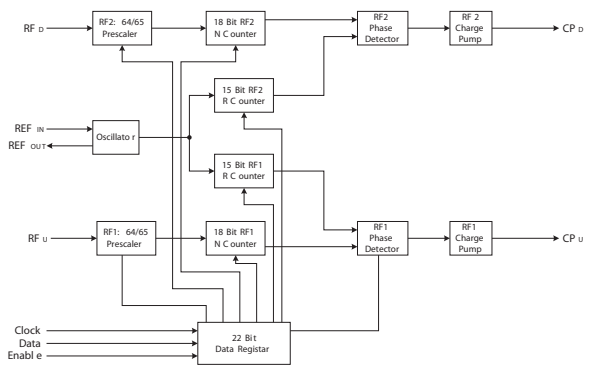 RF D
RF2: 64/65
Prescaler
18 Bit RF2
N C ounter
RF2
Phase
Detector
RF 2
Charge
Pump
CP D
15 Bit RF2
R C ounter
REF IN
REF OUT
Oscillato r
15 Bit RF1
R C ounter
RF U
RF1: 64/65
Prescaler
18 Bit RF1
N C ounter
RF1
Phase
Detector
RF1
Charge
Pump
CP U
Clock
Data
Enabl e
22 Bit
Data Registar